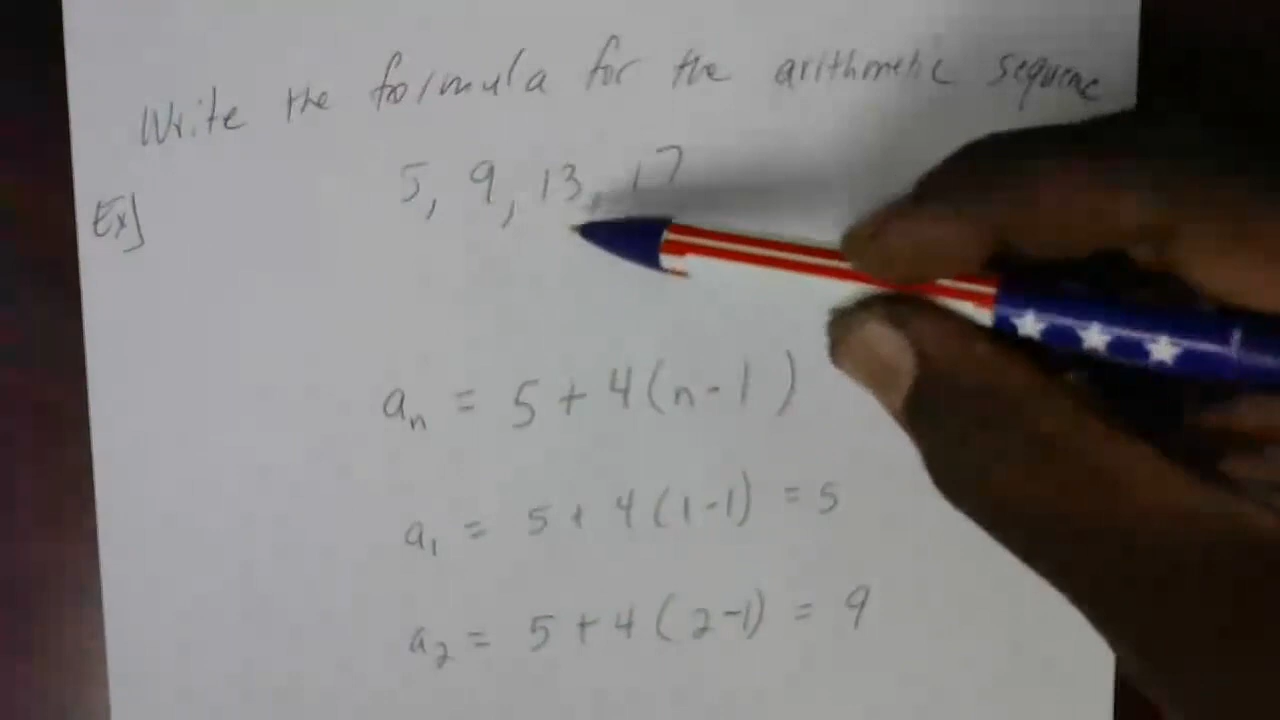 Write the formula for the arithmetic sequenc
5, 9, 13, 17
Ex]
aₙ = 5 + 4(n-1)
a₁ = 5 + 4(1-1) = 5
a₂ = 5 + 4(2-1) = 9